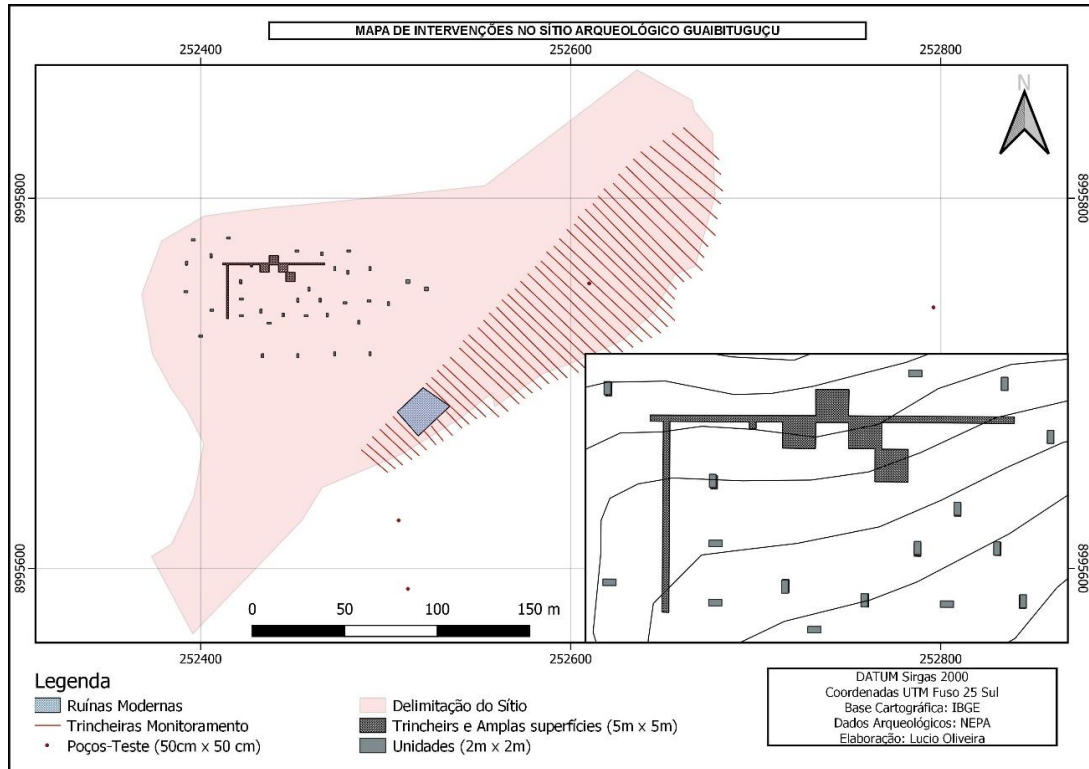 MAPA DE INTERVENÇÕES NO SÍTIO ARQUEOLÓGICO GUAIBITUGUÇU
252400 252600 252800
N
8995800 8995800
8995600 8995600
0 50 100 150 m
252400 252600 252800
Legenda
Ruínas Modernas
Trincheiras Monitoramento
Poços-Teste (50cm x 50 cm)
Delimitação do Sítio
Trincheirs e Amplas superfícies (5m x 5m)
Unidades (2m x 2m)
DATUM Sirgas 2000
Coordenadas UTM Fuso 25 Sul
Base Cartográfica: IBGE
Dados Arqueológicos: NEPA
Elaboração: Lucio Oliveira